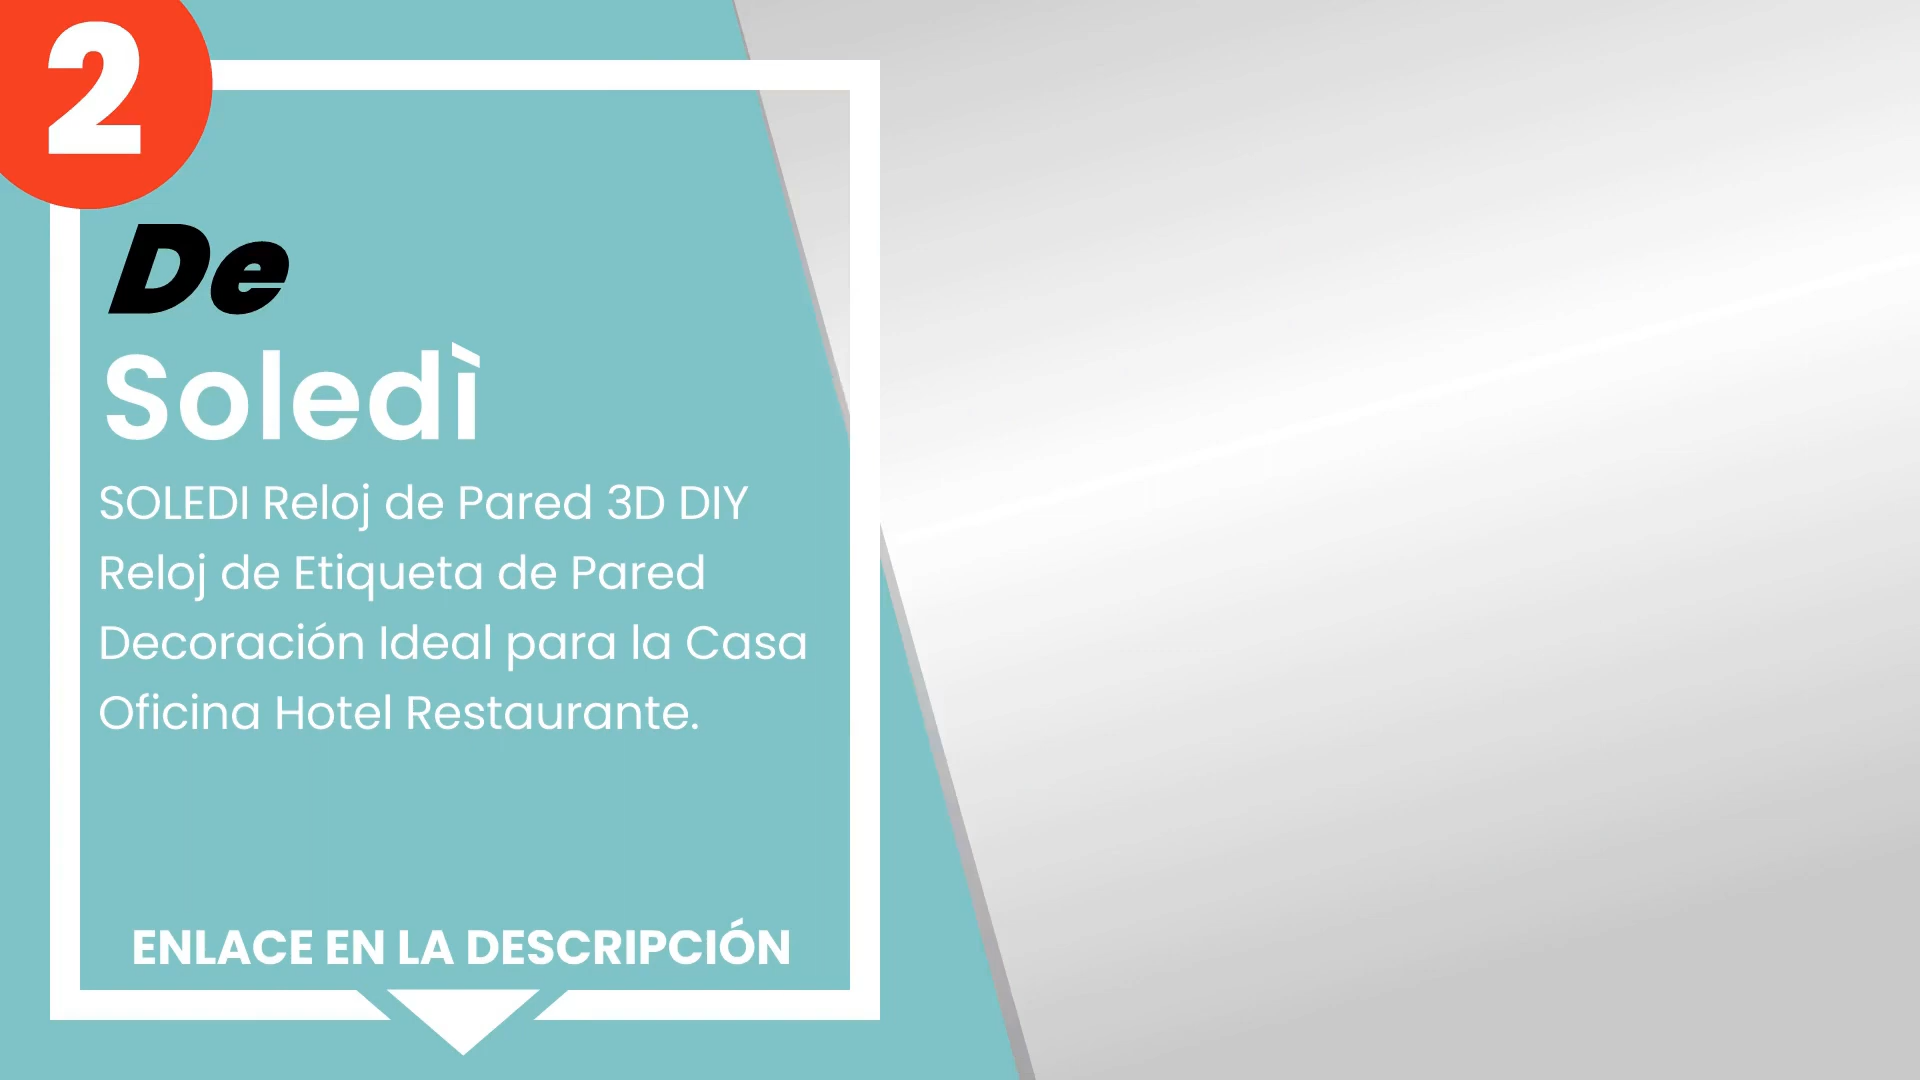 2
De
Soledì
SOLEDI Reloj de Pared 3D DIY
Reloj de Etiqueta de Pared
Decoración Ideal para la Casa
Oficina Hotel Restaurante.
ENLACE EN LA DESCRIPCIÓN